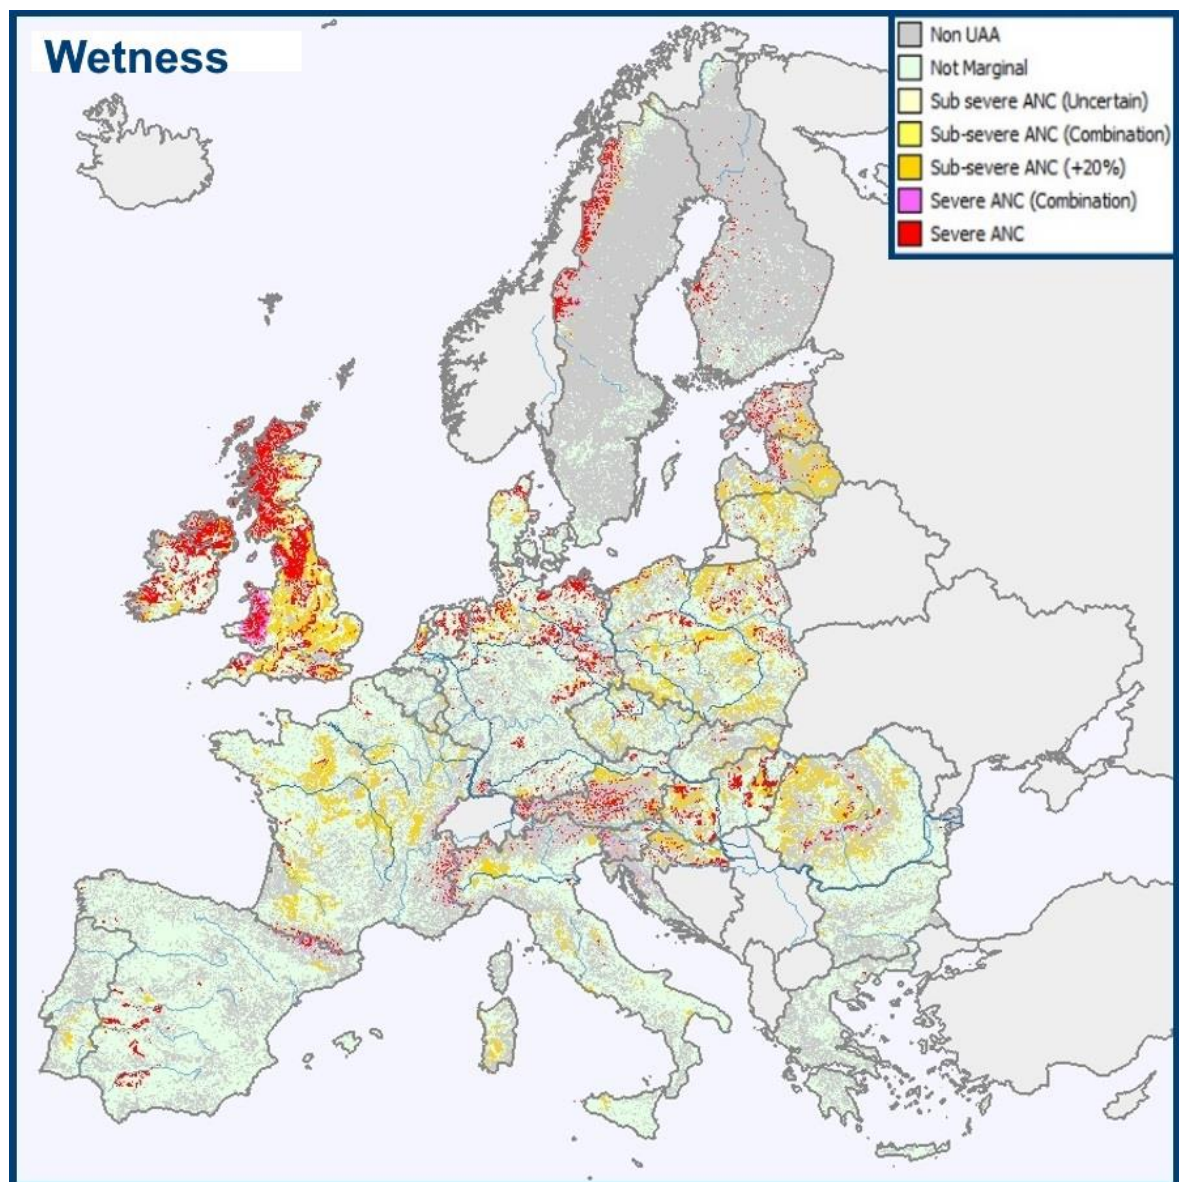 Wetness
Non UAA
Not Marginal
Sub severe ANC (Uncertain)
Sub-severe ANC (Combination)
Sub-severe ANC (+20%)
Severe ANC (Combination)
Severe ANC